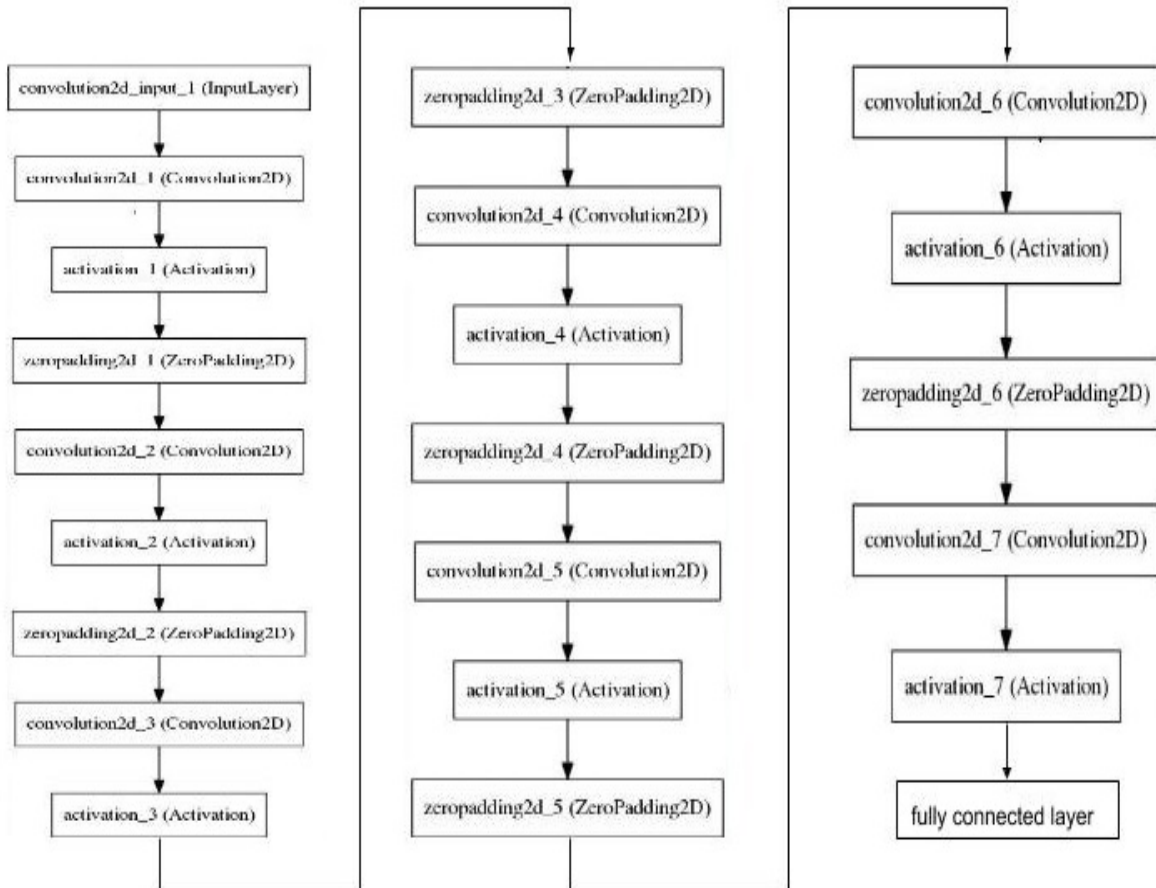 convolution2d_input_1 (InputLayer)
convolution2d_1 (Convolution2D)
activation_1 (Activation)
zeropadding2d_1 (ZeroPadding2D)
convolution2d_2 (Convolution2D)
activation_2 (Activation)
zeropadding2d_2 (ZeroPadding2D)
convolution2d_3 (Convolution2D)
activation_3 (Activation)
zeropadding2d_3 (ZeroPadding2D)
convolution2d_4 (Convolution2D)
activation_4 (Activation)
zeropadding2d_4 (ZeroPadding2D)
convolution2d_5 (Convolution2D)
activation_5 (Activation)
zeropadding2d_5 (ZeroPadding2D)
convolution2d_6 (Convolution2D)
activation_6 (Activation)
zeropadding2d_6 (ZeroPadding2D)
convolution2d_7 (Convolution2D)
activation_7 (Activation)
fully connected layer